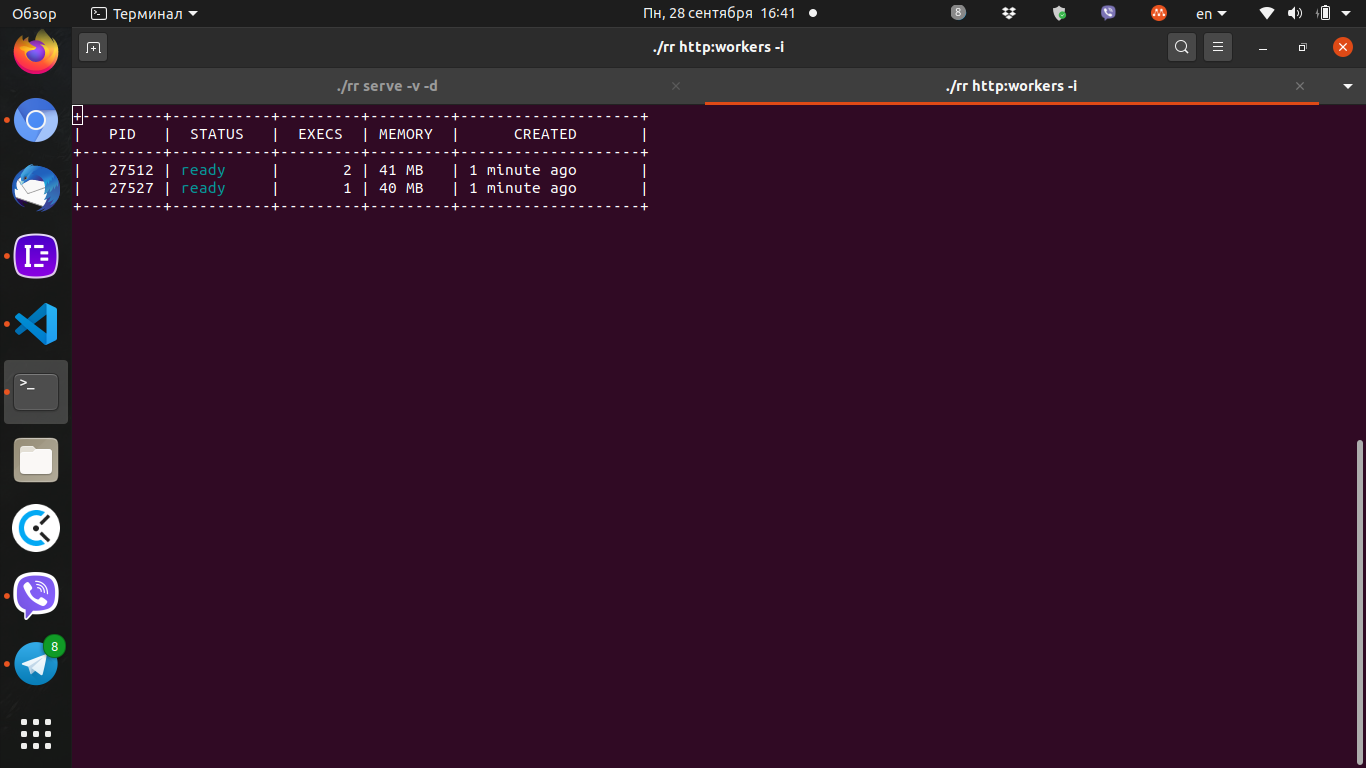 Обзор
Терминал
Пн, 28 сентября 16:41
8
en
./rr http:workers -i
./rr serve -v -d
./rr http:workers -i
+---------+-----------+---------+---------+--------------------+
|   PID   |  STATUS   |  EXECS  | MEMORY  |      CREATED       |
+---------+-----------+---------+---------+--------------------+
|   27512 | ready     |       2 | 41 MB   | 1 minute ago       |
|   27527 | ready     |       1 | 40 MB   | 1 minute ago       |
+---------+-----------+---------+---------+--------------------+
>_
8